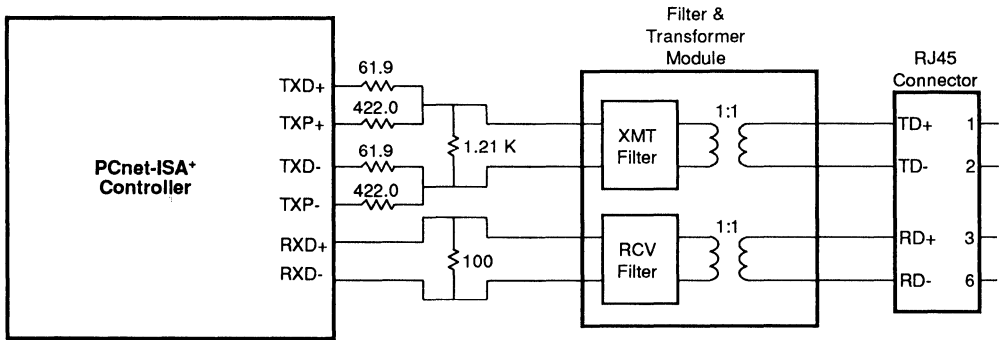 Filter &
Transformer
Module
RJ45
Connector
PCnet-ISA+
Controller
TXD+
61.9
TXP+
422.0
TXD-
61.9
TXP-
422.0
1.21 K
RXD+
RXD-
100
XMT
Filter
1:1
RCV
Filter
1:1
TD+ 1
TD- 2
RD+ 3
RD- 6